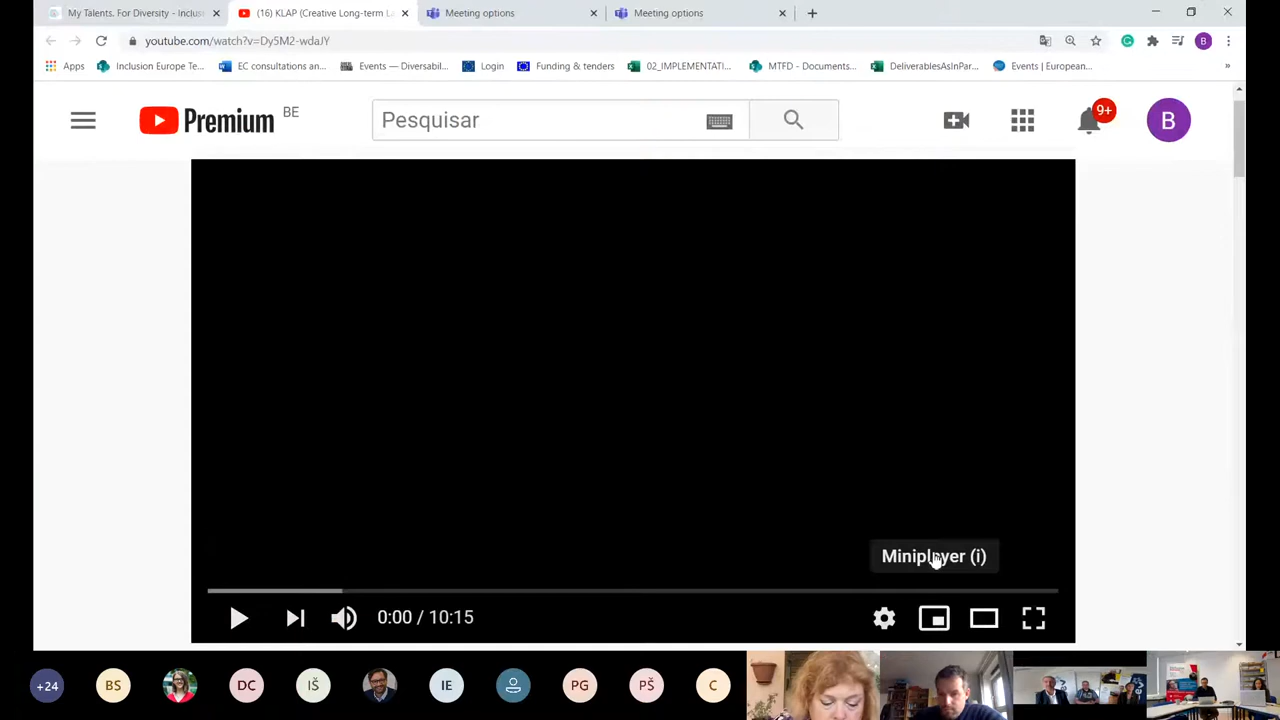 My Talents. For Diversity - Inclus
(16) KLAP (Creative Long-term L
Meeting options
Meeting options
youtube.com/watch?v=Dy5M2-wdaJY
Apps
Inclusion Europe Te...
EC consultations an...
Events — Diversabil...
Login
Funding & tenders
02_IMPLEMENTATI...
MTFD - Documents...
DeliverablesAsInPar...
Events | European...
Premium BE
Pesquisar
9+
B
Miniplayer (i)
0:00 / 10:15
+24
BS
DC
IŠ
IE
PG
PŠ
C